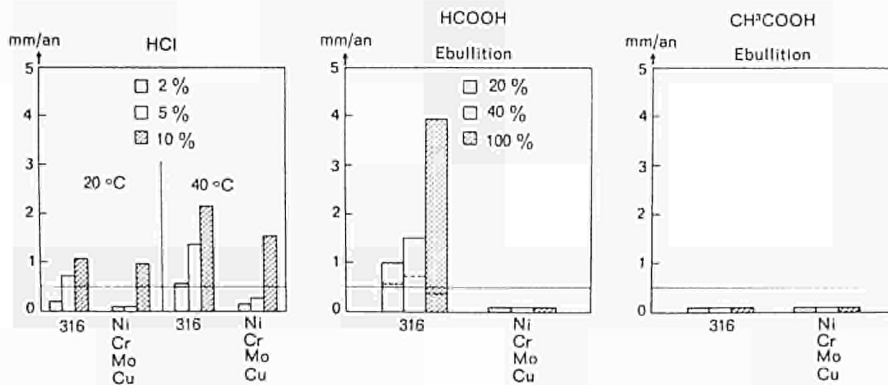 HCl
mm/an
5
4
3
2
1
0
2 %
5 %
10 %
20 °C
40 °C
316
Ni
Cr
Mo
Cu
316
Ni
Cr
Mo
Cu
HCOOH
mm/an
Ebullition
5
4
3
2
1
0
20 %
40 %
100 %
316
Ni
Cr
Mo
Cu
CH³COOH
mm/an
Ebullition
5
4
3
2
1
0
316
Ni
Cr
Mo
Cu